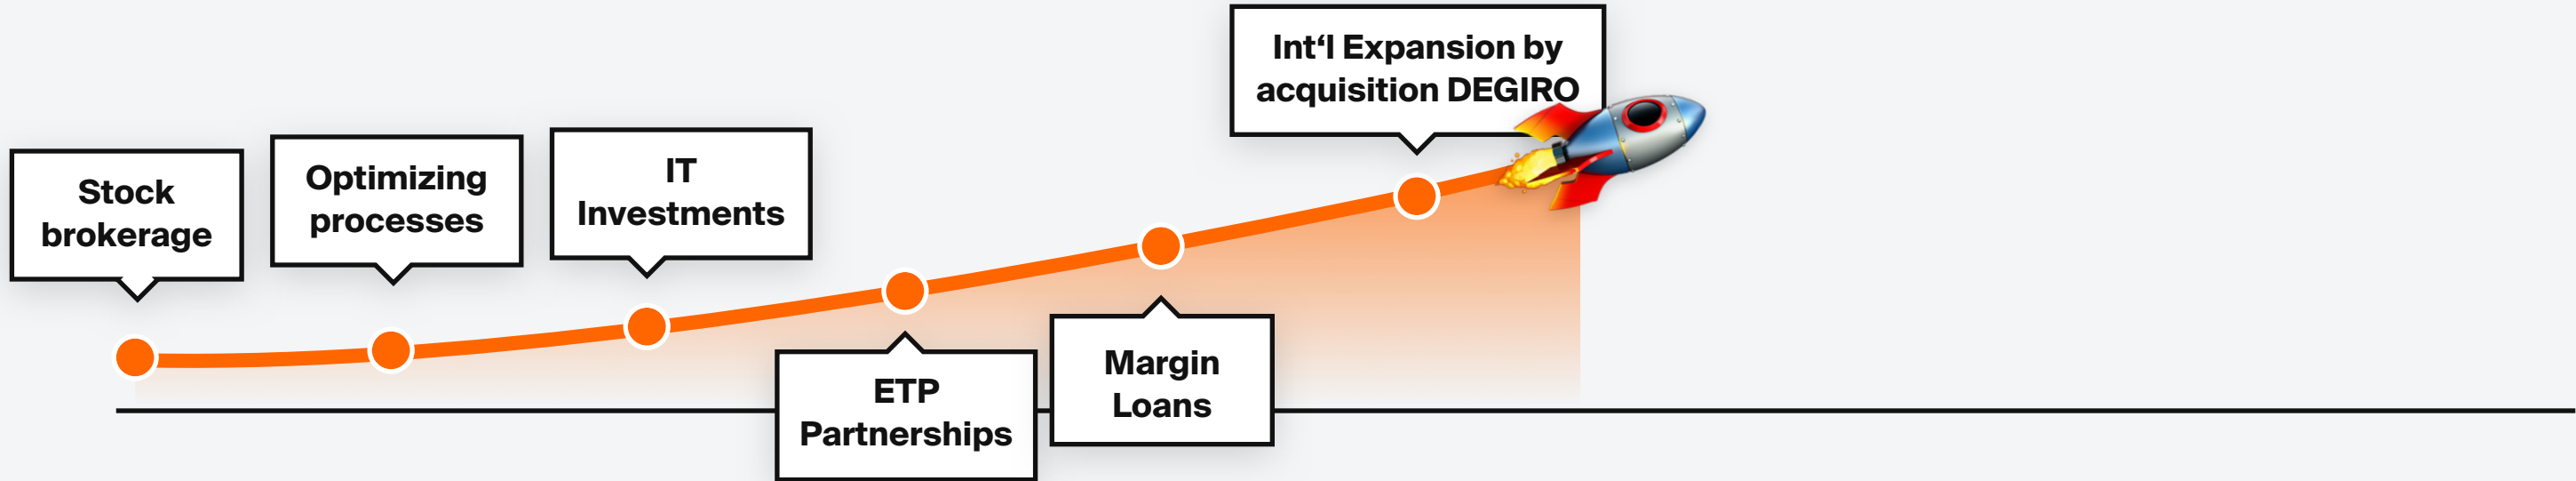 Stock
brokerage
Optimizing
processes
IT
Investments
ETP
Partnerships
Margin
Loans
Int‘l Expansion by
acquisition DEGIRO